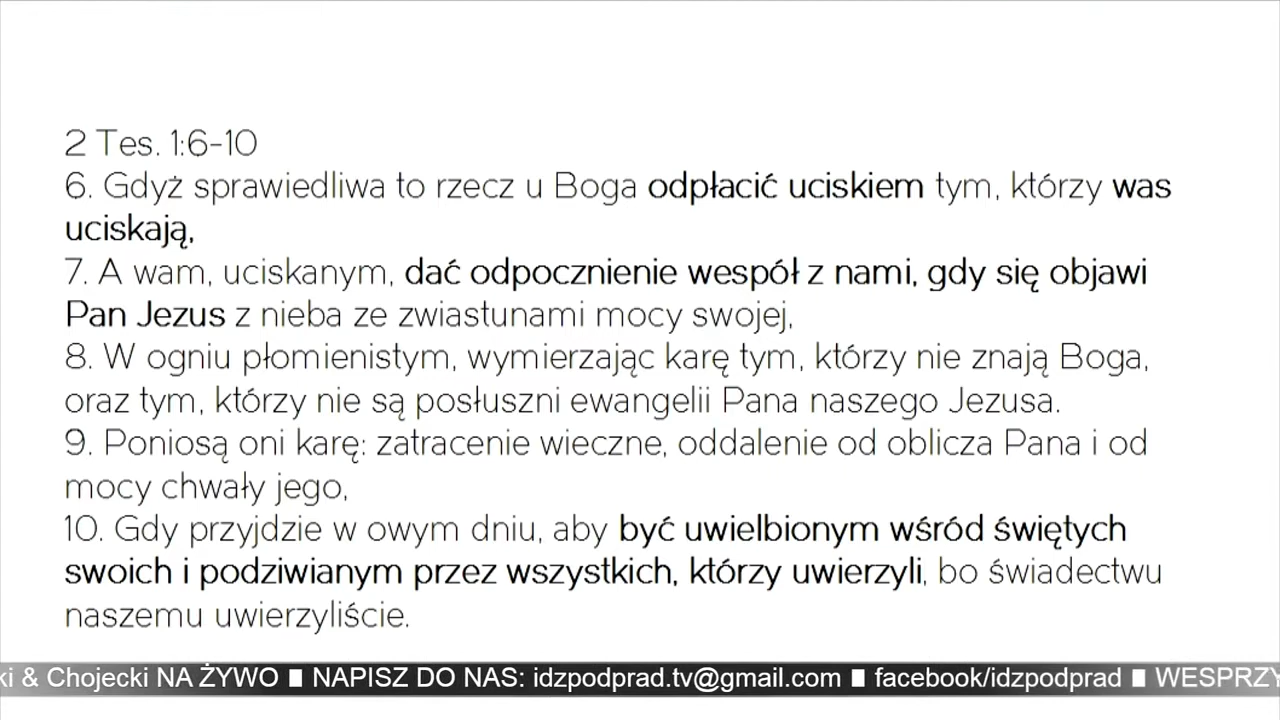 2 Tes. 1:6-10
6. Gdyż sprawiedliwa to rzecz u Boga odpłacić uciskiem tym, którzy was
uciskają,
7. A wam, uciskanym, dać odpocznienie wespół z nami, gdy się objawi
Pan Jezus z nieba ze zwiastunami mocy swojej,
8. W ogniu płomienistym, wymierzając karę tym, którzy nie znają Boga,
oraz tym, którzy nie są posłuszni ewangelii Pana naszego Jezusa.
9. Poniosą oni karę: zatracenie wieczne, oddalenie od oblicza Pana i od
mocy chwały jego,
10. Gdy przyjdzie w owym dniu, aby być uwielbionym wśród świętych
swoich i podziwianym przez wszystkich, którzy uwierzyli, bo świadectwu
naszemu uwierzyliście.
ki & Chojecki NA ŻYWO ∎ NAPISZ DO NAS: idzpodprad.tv@gmail.com ∎ facebook/idzpodprad ∎ WESPRZY